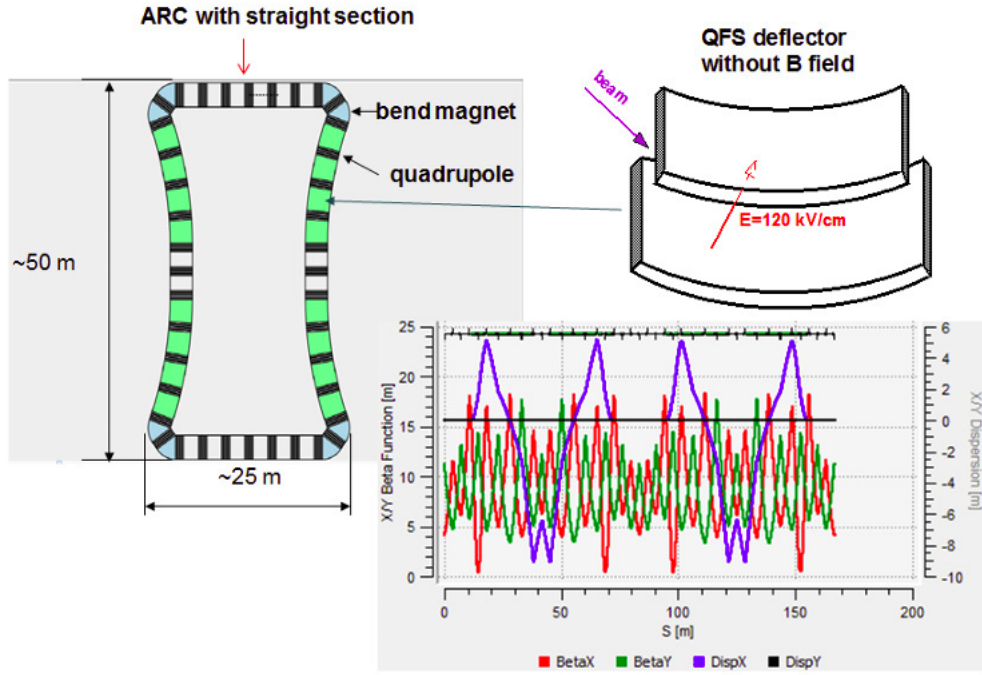 ARC with straight section
QFS deflector
without B field
beam
bend magnet
quadrupole
E=120 kV/cm
~50 m
~25 m
X/Y Beta Function [m]
25
20
15
10
5
0
6
4
2
0
-2
-4
-6
-8
-10
X/Y Dispersion [m]
0
50
100
150
200
S [m]
BetaX BetaY DispX DispY